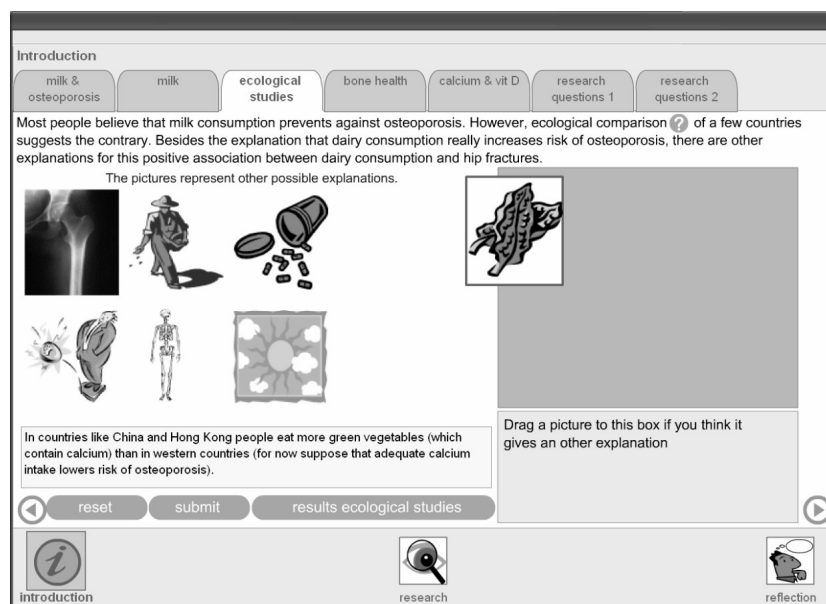 Introduction
milk &
osteoporosis
milk
ecological
studies
bone health
calcium & vit D
research
questions 1
research
questions 2
Most people believe that milk consumption prevents against osteoporosis. However, ecological comparison ? of a few countries
suggests the contrary. Besides the explanation that dairy consumption really increases risk of osteoporosis, there are other
explanations for this positive association between dairy consumption and hip fractures.
The pictures represent other possible explanations.
In countries like China and Hong Kong people eat more green vegetables (which
contain calcium) than in western countries (for now suppose that adequate calcium
intake lowers risk of osteoporosis).
Drag a picture to this box if you think it
gives an other explanation
reset
submit
results ecological studies
i
introduction
research
reflection